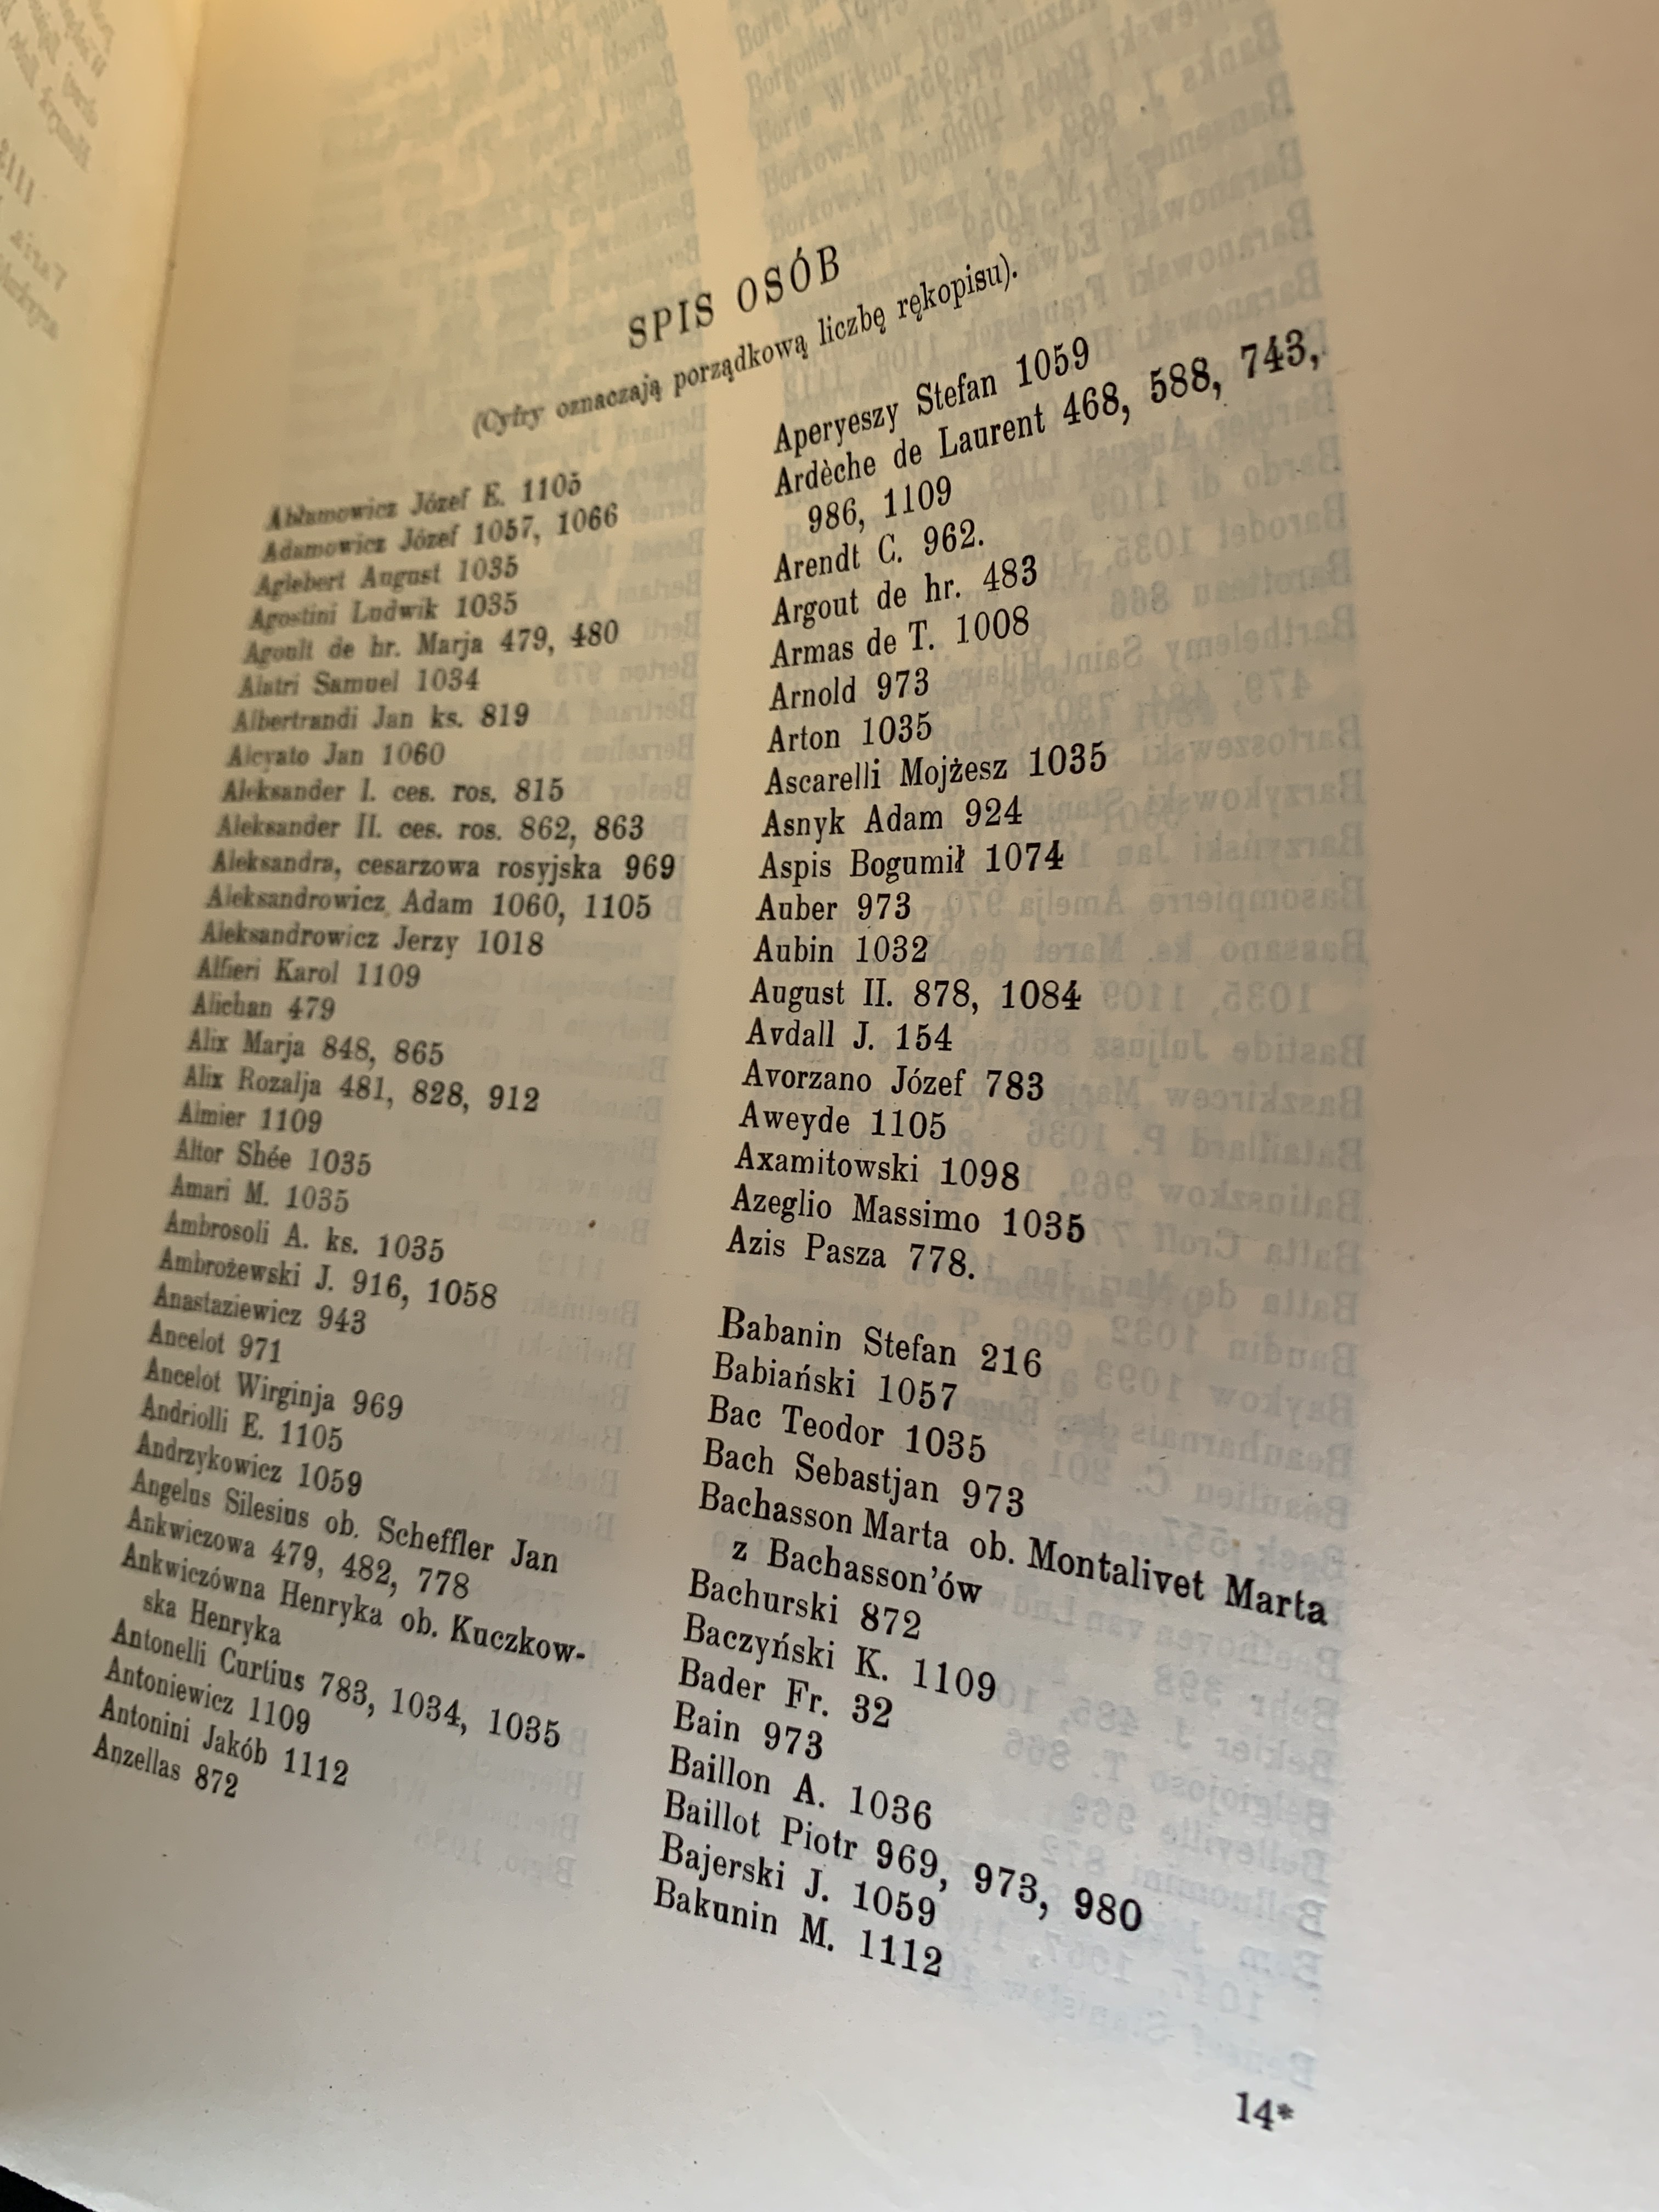 SPIS OSÓB
(Cyfry oznaczają porządkową liczbę rękopisu).
Abłamowicz Józef E. 1105
Adamowicz Józef 1057, 1066
Aglebert August 1035
Agostini Ludwik 1035
Agoult de hr. Marja 479, 480
Alatri Samuel 1034
Albertrandi Jan ks. 819
Alcyato Jan 1060
Aleksander I. ces. ros. 815
Aleksander II. ces. ros. 862, 863
Aleksandra, cesarzowa rosyjska 969
Aleksandrowicz Adam 1060, 1105
Aleksandrowicz Jerzy 1018
Alfieri Karol 1109
Alichan 479
Alix Marja 848, 865
Alix Rozalja 481, 828, 912
Almier 1109
Altor Shée 1035
Amari M. 1035
Ambrosoli A. ks. 1035
Ambrożewski J. 916, 1058
Anastaziewicz 943
Ancelot 971
Ancelot Wirginja 969
Andriolli E. 1105
Andrzykowicz 1059
Angelus Silesius ob. Scheffler Jan
Ankwiczowa 479, 482, 778
Ankwiczówna Henryka ob. Kuczkow-
ska Henryka
Antonelli Curtius 783, 1034, 1035
Antoniewicz 1109
Antonini Jakób 1112
Anzellas 872
Aperyeszy Stefan 1059
Ardèche de Laurent 468, 588, 743,
986, 1109
Arendt C. 962.
Argout de hr. 483
Armas de T. 1008
Arnold 973
Arton 1035
Ascarelli Mojżesz 1035
Asnyk Adam 924
Aspis Bogumił 1074
Auber 973
Aubin 1032
August II. 878, 1084
Avdall J. 154
Avorzano Józef 783
Aweyde 1105
Axamitowski 1098
Azeglio Massimo 1035
Azis Pasza 778.
Babanin Stefan 216
Babiański 1057
Bac Teodor 1035
Bach Sebastjan 973
Bachasson Marta ob. Montalivet Marta
z Bachasson'ów
Bachurski 872
Baczyński K. 1109
Bader Fr. 32
Bain 973
Baillon A. 1036
Baillot Piotr 969, 973, 980
Bajerski J. 1059
Bakunin M. 1112
14*